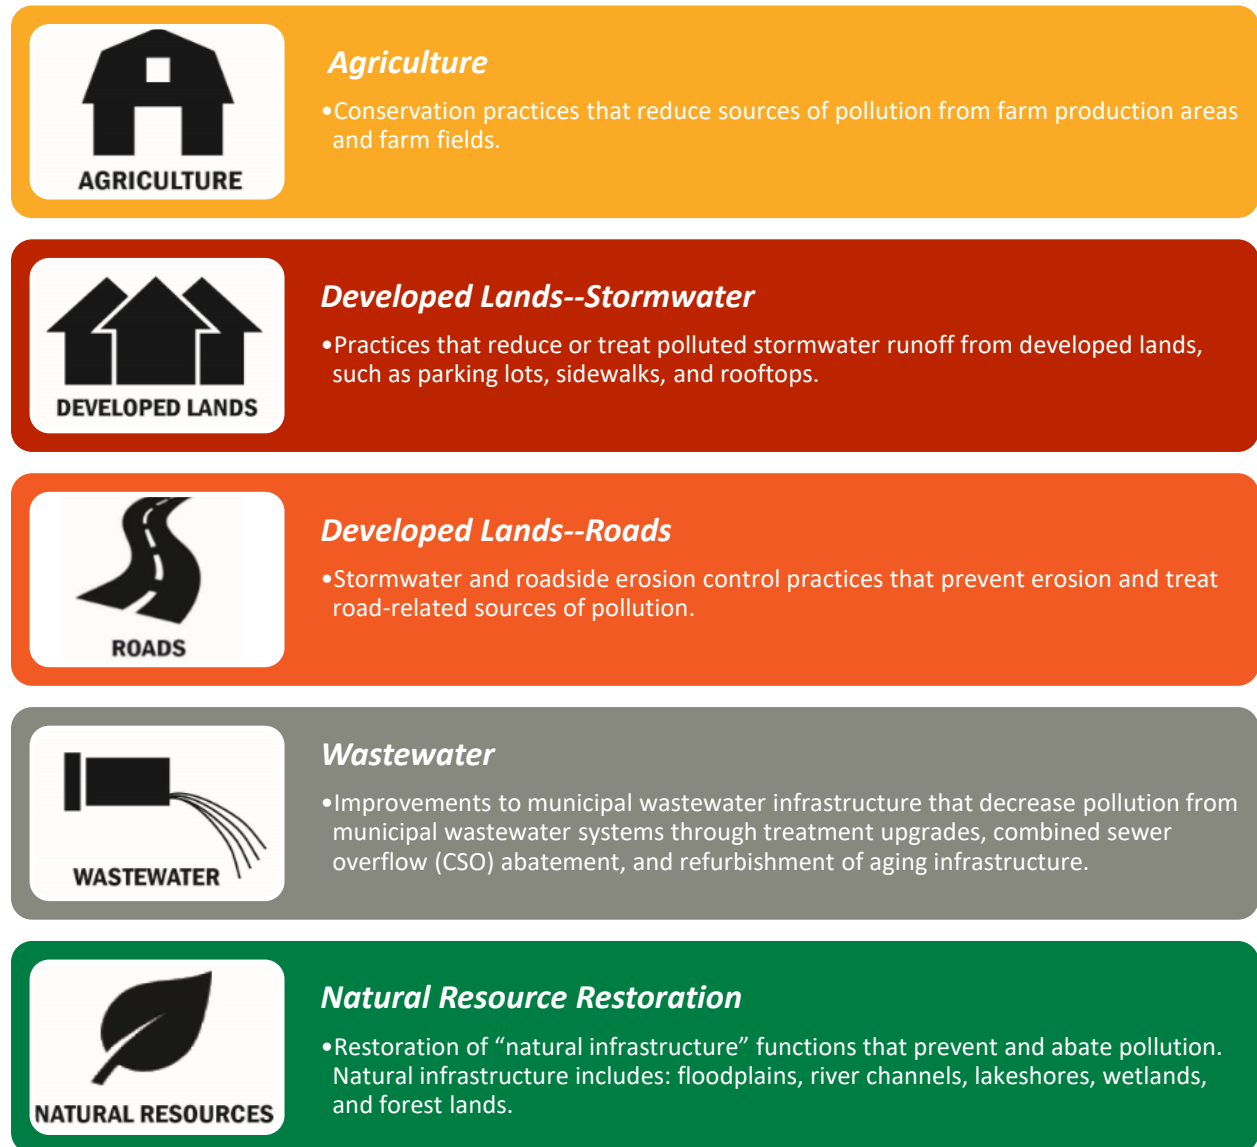 Agriculture
•Conservation practices that reduce sources of pollution from farm production areas
and farm fields.
AGRICULTURE
Developed Lands--Stormwater
•Practices that reduce or treat polluted stormwater runoff from developed lands,
such as parking lots, sidewalks, and rooftops.
DEVELOPED LANDS
Developed Lands--Roads
•Stormwater and roadside erosion control practices that prevent erosion and treat
road-related sources of pollution.
ROADS
Wastewater
•Improvements to municipal wastewater infrastructure that decrease pollution from
municipal wastewater systems through treatment upgrades, combined sewer
overflow (CSO) abatement, and refurbishment of aging infrastructure.
WASTEWATER
Natural Resource Restoration
•Restoration of “natural infrastructure” functions that prevent and abate pollution.
Natural infrastructure includes: floodplains, river channels, lakeshores, wetlands,
and forest lands.
NATURAL RESOURCES